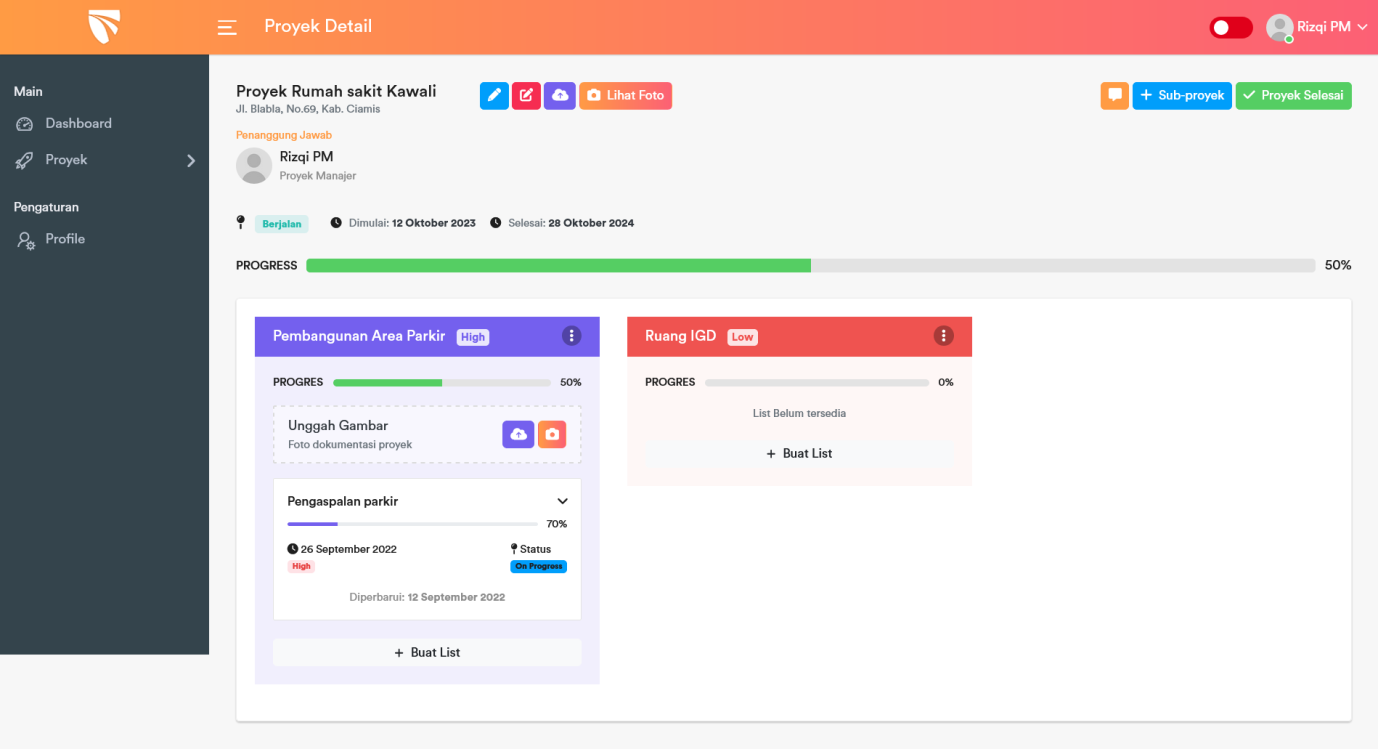 Proyek Detail
Rizqi PM
Main
Dashboard
Proyek
Pengaturan
Profile
Proyek Rumah sakit Kawali
Jl. Blabla, No.69, Kab. Ciamis
Lihat Foto
+ Sub-proyek
Proyek Selesai
Penanggung Jawab
Rizqi PM
Proyek Manajer
Berjalan
Dimulai: 12 Oktober 2023
Selesai: 28 Oktober 2024
PROGRESS
50%
Pembangunan Area Parkir
High
PROGRES
50%
Unggah Gambar
Foto dokumentasi proyek
Pengaspalan parkir
70%
26 September 2022
Status
High
On Progress
Diperbarui: 12 September 2022
+ Buat List
Ruang IGD
Low
PROGRES
0%
List Belum tersedia
+ Buat List